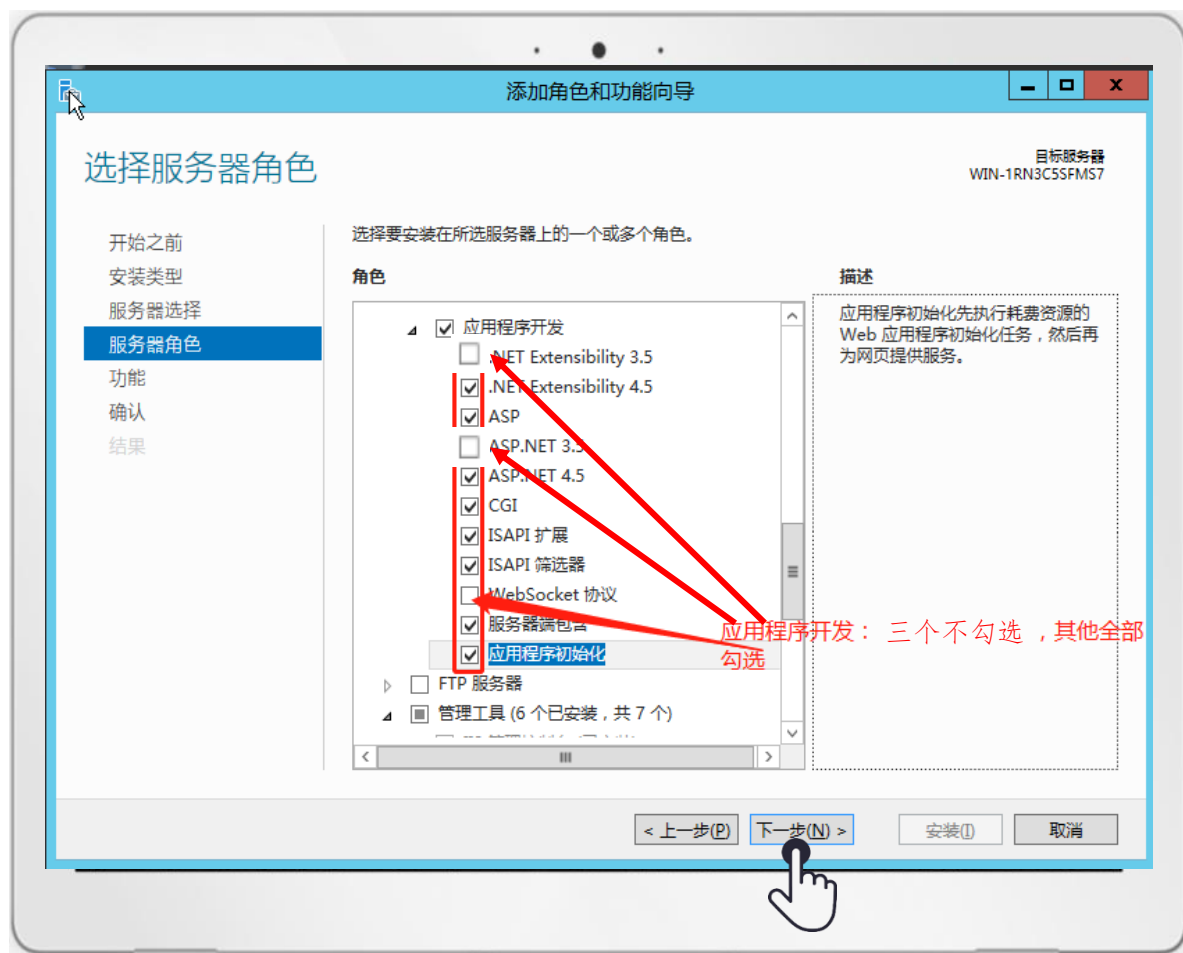 添加角色和功能向导
选择服务器角色
目标服务器
WIN-1RN3C5SFMS7
开始之前
安装类型
服务器选择
服务器角色
功能
确认
结果
选择要安装在所选服务器上的一个或多个角色。
角色
应用程序开发
.NET Extensibility 3.5
.NET Extensibility 4.5
ASP
ASP.NET 3.5
ASP.NET 4.5
CGI
ISAPI 扩展
ISAPI 筛选器
WebSocket 协议
服务器端包含
应用程序初始化
FTP 服务器
管理工具 (6 个已安装，共 7 个)
描述
应用程序初始化先执行耗费资源的
Web 应用程序初始化任务，然后再
为网页提供服务。
应用程序开发： 三个不勾选 ，其他全部
勾选
< 上一步(P)
下一步(N) >
安装(I)
取消